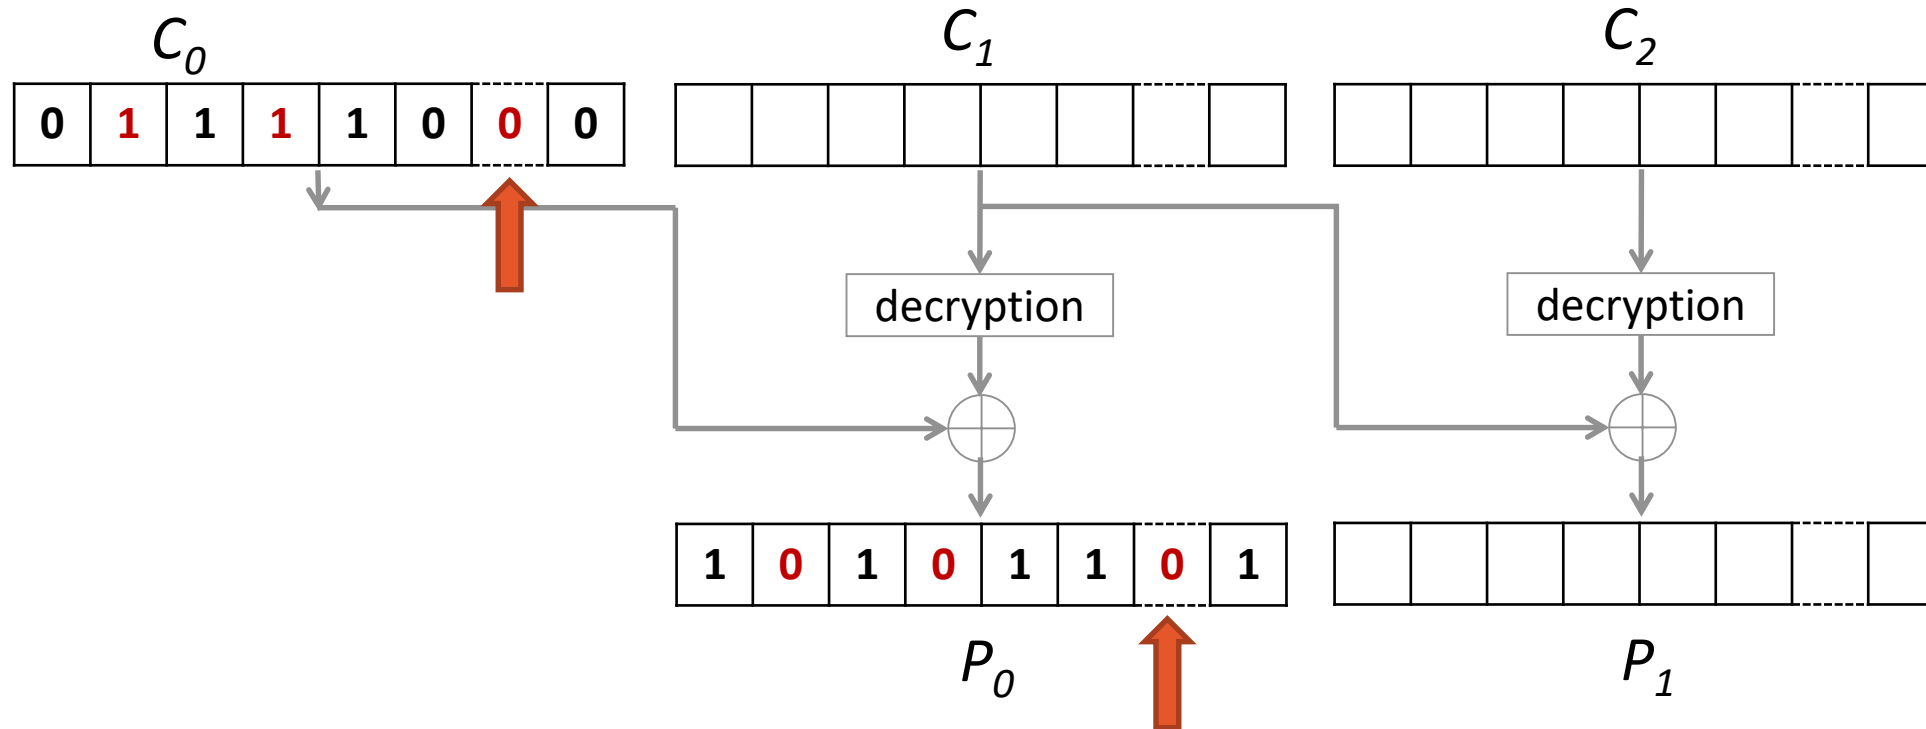 C0 C1 C2
0 1 1 1 1 0 0 0
decryption decryption
1 0 1 0 1 1 0 1
P0 P1